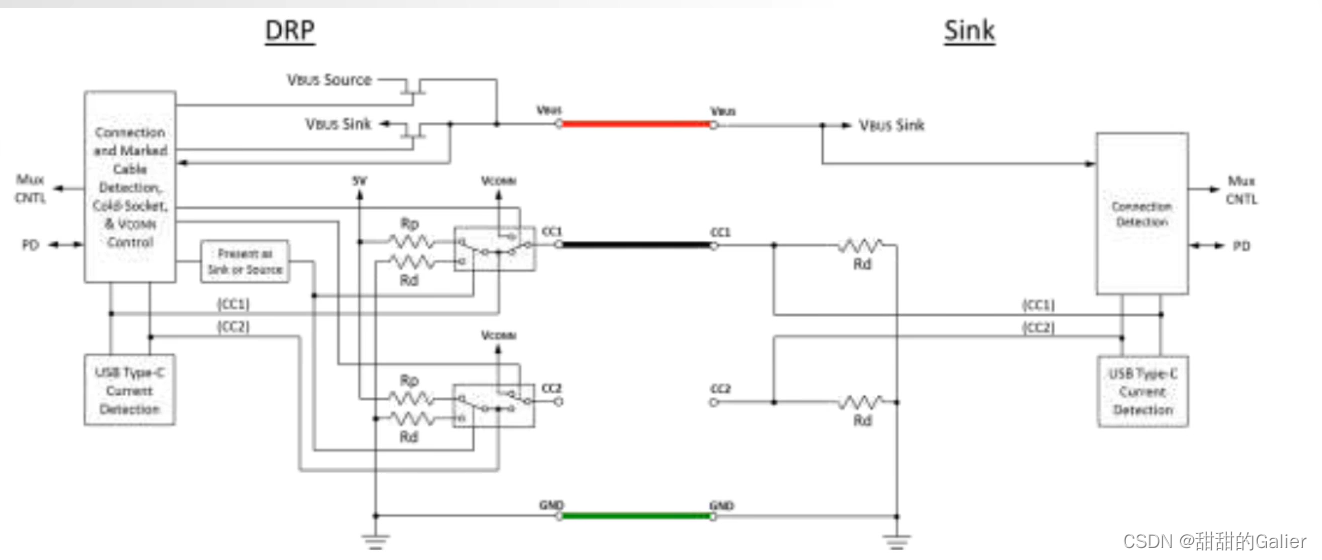 DRP
Sink
VBUS Source
VBUS Sink
VBUS
VBUS
VBUS Sink
Connection
and Marked
Cable
Detection,
Cold-Socket,
& VCONN
Control
Mux
CNTL
PD
Present as
Sink or Source
5V
VCONN
Rp
Rd
CC1
CC1
Rd
Connection
Detection
Mux
CNTL
PD
(CC1)
(CC2)
(CC1)
(CC2)
VCONN
USB Type-C
Current
Detection
Rp
Rd
CC2
CC2
Rd
USB Type-C
Current
Detection
GND
GND
CSDN @甜甜的Galier